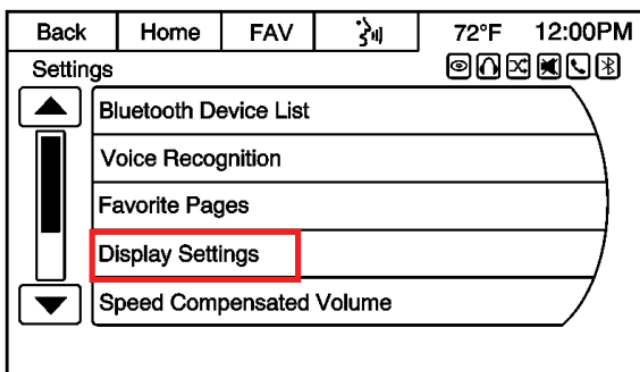 Back Home FAV 72°F 12:00PM
Settings
Bluetooth Device List
Voice Recognition
Favorite Pages
Display Settings
Speed Compensated Volume